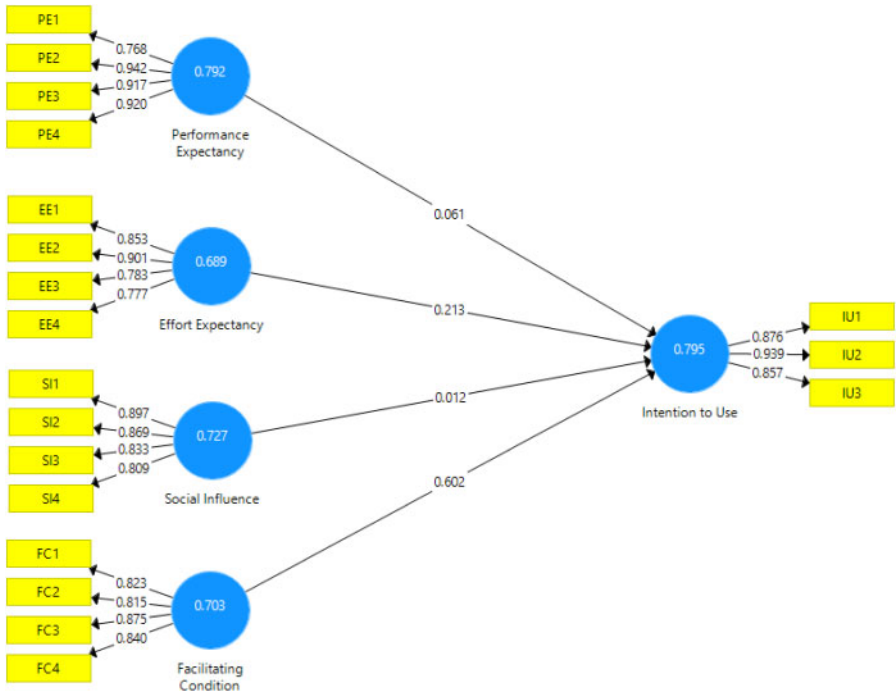 PE1
PE2
PE3
PE4
0.768
0.942
0.917
0.920
0.792
Performance
Expectancy
0.061
EE1
EE2
EE3
EE4
0.853
0.901
0.783
0.777
0.689
Effort Expectancy
0.213
SI1
SI2
SI3
SI4
0.897
0.869
0.833
0.809
0.727
Social Influence
0.012
FC1
FC2
FC3
FC4
0.823
0.815
0.875
0.840
0.703
Facilitating
Condition
0.602
0.795
Intention to Use
0.876
0.939
0.857
IU1
IU2
IU3